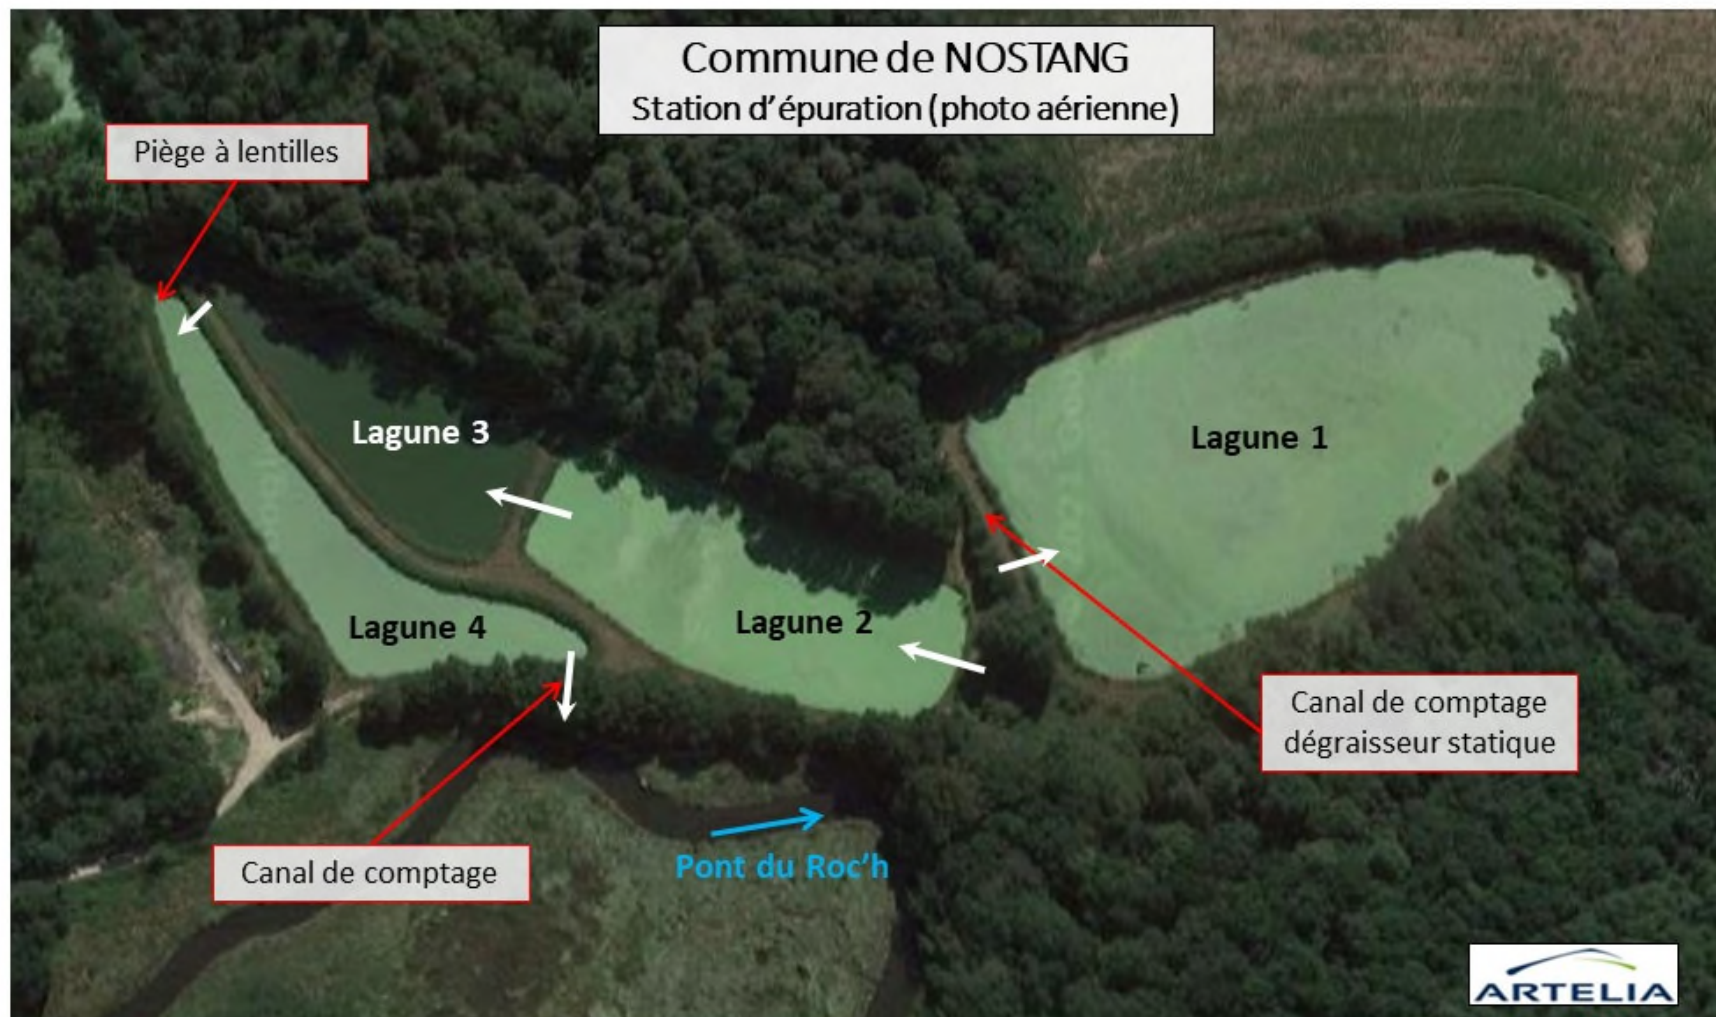 Commune de NOSTANG
Station d'épuration (photo aérienne)
Piège à lentilles
Lagune 3
Lagune 1
Lagune 4
Lagune 2
Canal de comptage
dégraisseur statique
Canal de comptage
Pont du Roc'h
ARTELIA